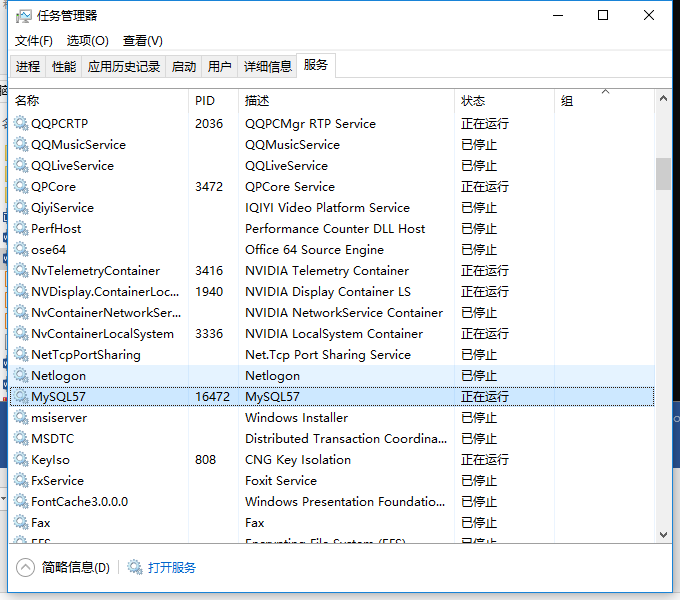 任务管理器
文件(F) 选项(O) 查看(V)
进程 性能 应用历史记录 启动 用户 详细信息 服务
名称 PID 描述 状态 组
QQPCRTP 2036 QQPCMgr RTP Service 正在运行
QQMusicService QQMusicService 已停止
QQLiveService QQLiveService 已停止
QPCore 3472 QPCore Service 正在运行
QiyiService IQIYI Video Platform Service 已停止
PerfHost Performance Counter DLL Host 已停止
ose64 Office 64 Source Engine 已停止
NvTelemetryContainer 3416 NVIDIA Telemetry Container 正在运行
NVDisplay.ContainerLoc... 1940 NVIDIA Display Container LS 正在运行
NvContainerNetworkSer... NVIDIA NetworkService Container 已停止
NvContainerLocalSystem 3336 NVIDIA LocalSystem Container 正在运行
NetTcpPortSharing Net.Tcp Port Sharing Service 已停止
Netlogon Netlogon 已停止
MySQL57 16472 MySQL57 正在运行
msiserver Windows Installer 已停止
MSDTC Distributed Transaction Coordina... 已停止
KeyIso 808 CNG Key Isolation 正在运行
FxService Foxit Service 已停止
FontCache3.0.0.0 Windows Presentation Foundatio... 已停止
Fax Fax 已停止
EFS Encrypting File System (EFS) 已停止
简略信息(D) 打开服务